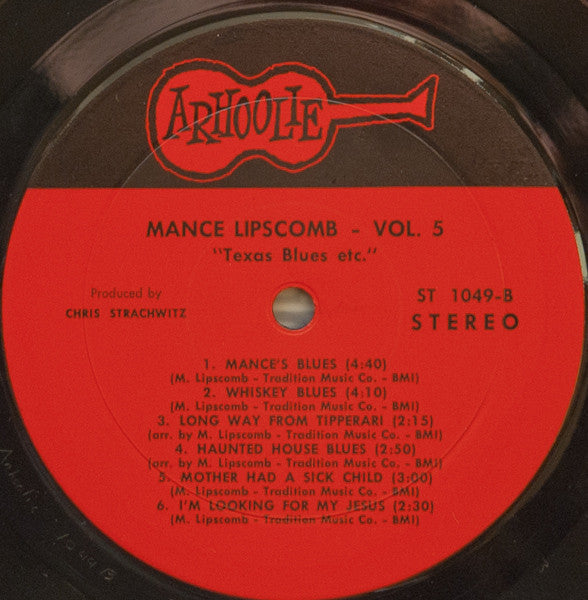 ARHOOLIE
MANCE LIPSCOMB - VOL. 5
"Texas Blues etc."
Produced by
CHRIS STRACHWITZ
ST 1049-B
STEREO
1. MANCE'S BLUES (4:40)
(M. Lipscomb - Tradition Music Co. - BMI)
2. WHISKEY BLUES (4:10)
(M. Lipscomb - Tradition Music Co. - BMI)
3. LONG WAY FROM TIPPERARI (2:15)
(arr. by M. Lipscomb - Tradition Music Co. - BMI)
4. HAUNTED HOUSE BLUES (2:50)
(arr. by M. Lipscomb - Tradition Music Co. - BMI)
5. MOTHER HAD A SICK CHILD (3:00)
(M. Lipscomb - Tradition Music Co. - BMI)
6. I'M LOOKING FOR MY JESUS (2:30)
(M. Lipscomb - Tradition Music Co. - BMI)
Arhoolie 1049B